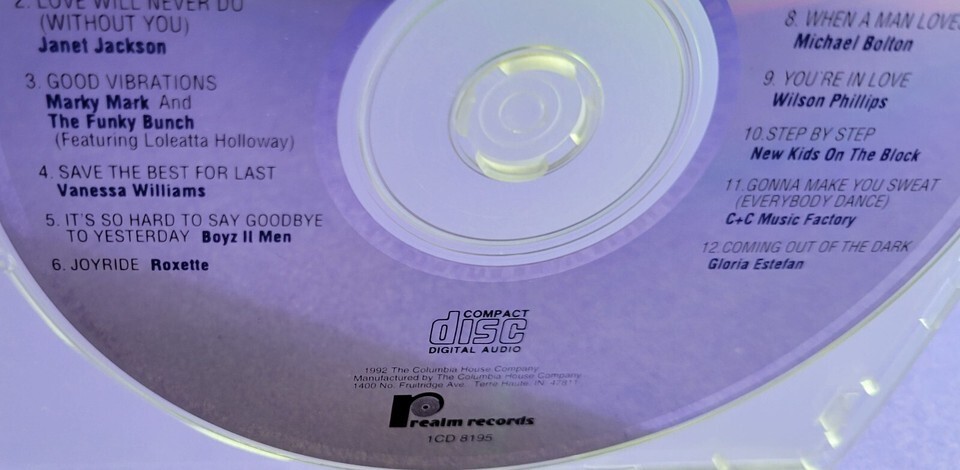 2. LOVE WILL NEVER DO
(WITHOUT YOU)
Janet Jackson
3. GOOD VIBRATIONS
Marky Mark And
The Funky Bunch
(Featuring Loleatta Holloway)
4. SAVE THE BEST FOR LAST
Vanessa Williams
5. IT'S SO HARD TO SAY GOODBYE
TO YESTERDAY Boyz II Men
6. JOYRIDE Roxette
8. WHEN A MAN LOVE
Michael Bolton
9. YOU'RE IN LOVE
Wilson Phillips
10. STEP BY STEP
New Kids On The Block
11. GONNA MAKE YOU SWEAT
(EVERYBODY DANCE)
C+C Music Factory
12. COMING OUT OF THE DARK
Gloria Estefan
COMPACT
disc
DIGITAL AUDIO
1992 The Columbia House Company
Manufactured by The Columbia House Company
1400 No. Fruitridge Ave. Terre Haute, IN. 47811
realm records
1CD 8195